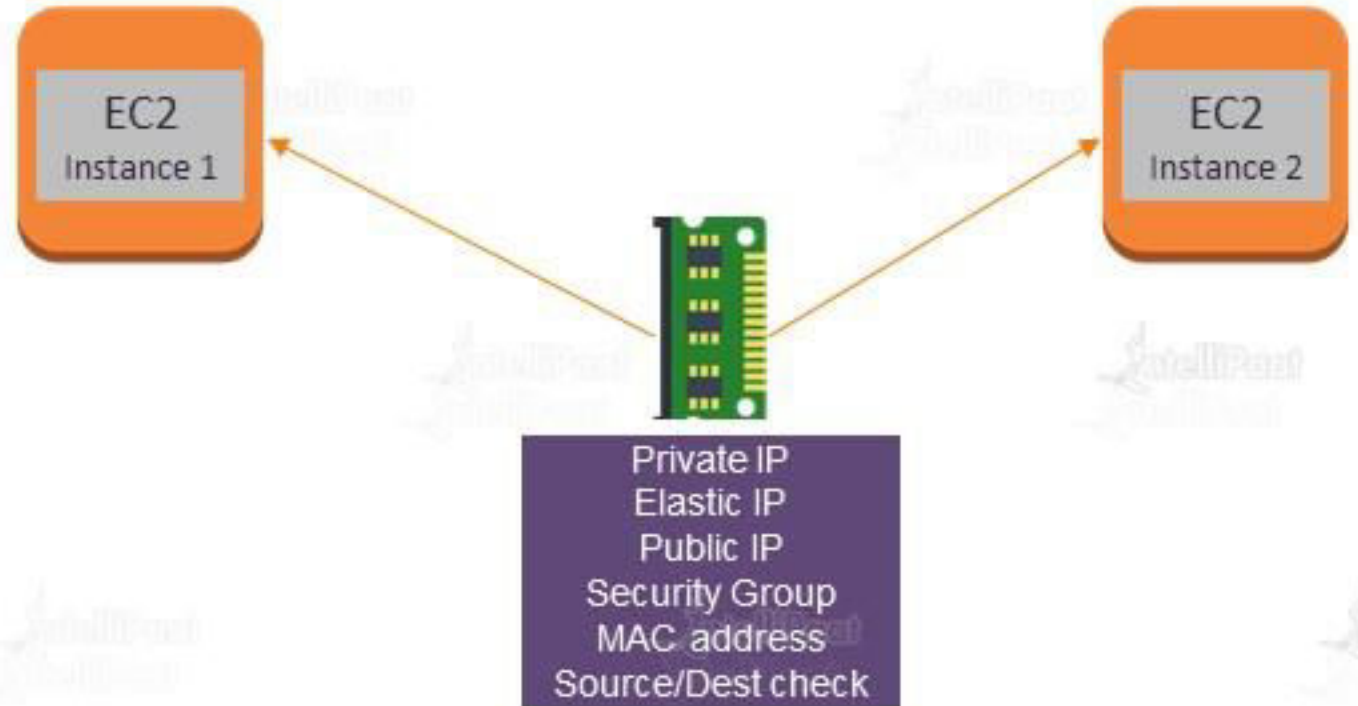 EC2
Instance 1
EC2
Instance 2
Private IP
Elastic IP
Public IP
Security Group
MAC address
Source/Dest check